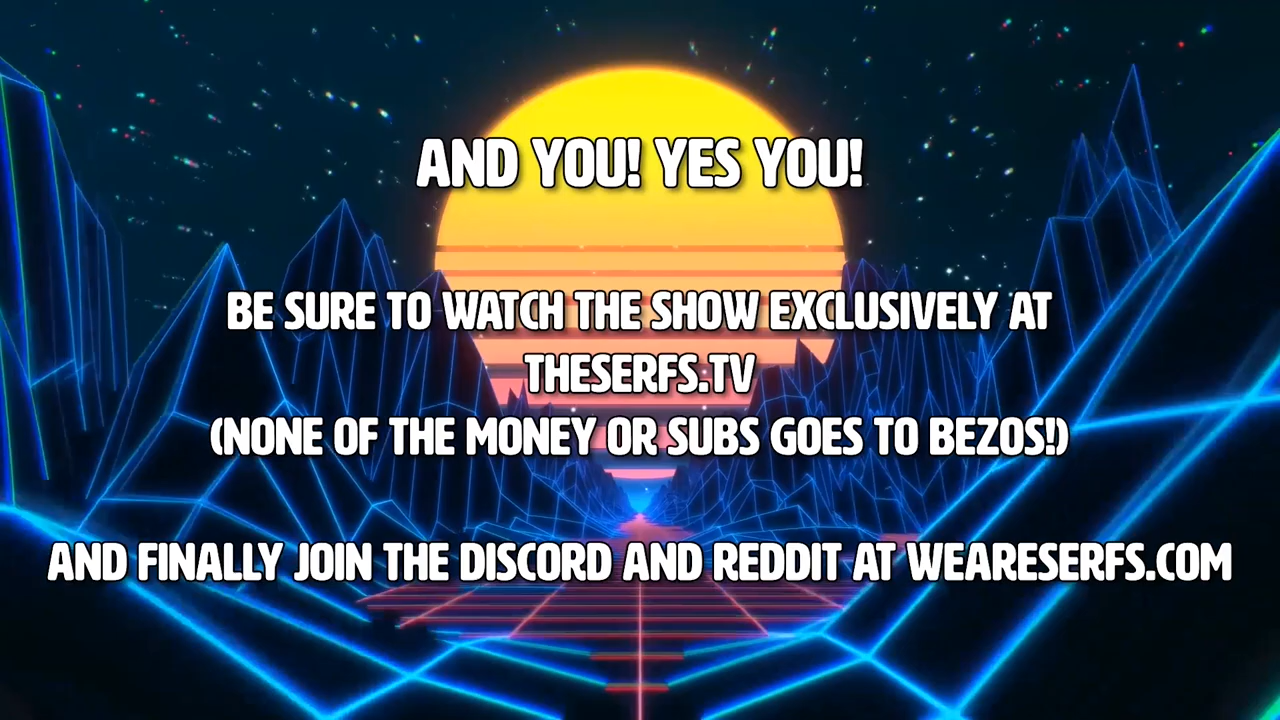 AND YOU! YES YOU!
BE SURE TO WATCH THE SHOW EXCLUSIVELY AT
THESERFS.TV
(NONE OF THE MONEY OR SUBS GOES TO BEZOS!)
AND FINALLY JOIN THE DISCORD AND REDDIT AT WEARESERFS.COM